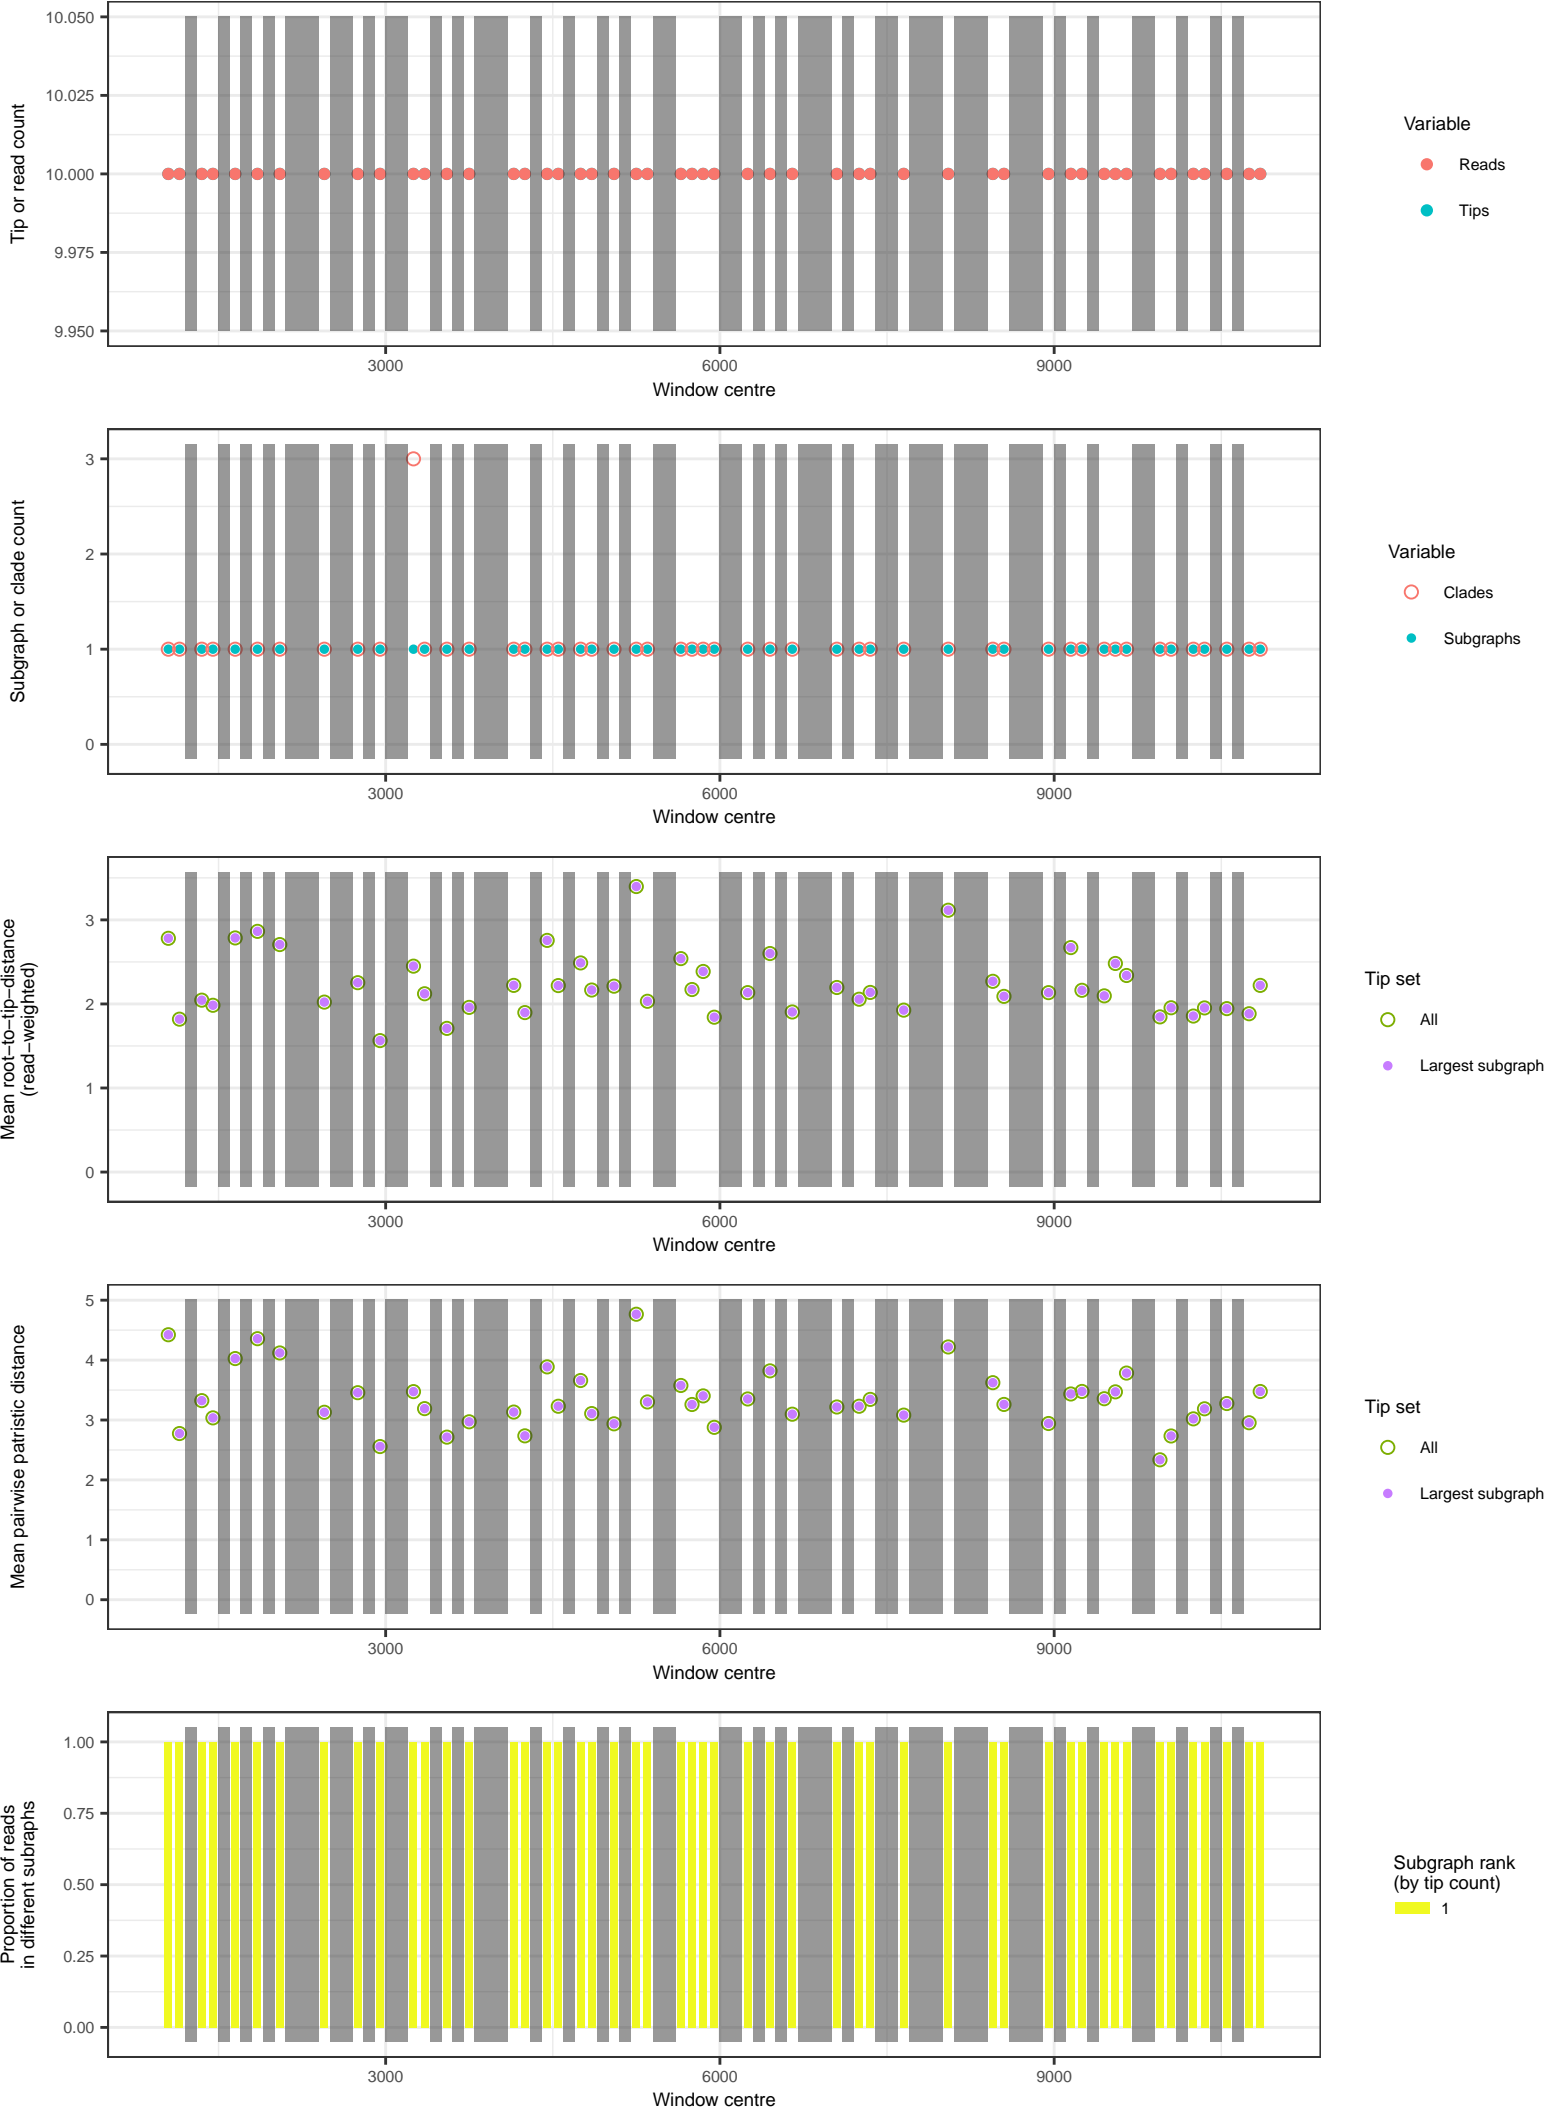 10.050
10.025
10.000
9.975
9.950
Tip or read count
3000
6000
9000
Window centre
Variable
Reads
Tips
3
2
1
0
Subgraph or clade count
3000
6000
9000
Window centre
Variable
Clades
Subgraphs
3
2
1
0
Mean root−to−tip−distance
(read−weighted)
3000
6000
9000
Window centre
Tip set
All
Largest subgraph
5
4
3
2
1
0
Mean pairwise patristic distance
3000
6000
9000
Window centre
Tip set
All
Largest subgraph
1.00
0.75
0.50
0.25
0.00
Proportion of reads
in different subraphs
3000
6000
9000
Window centre
Subgraph rank
(by tip count)
1